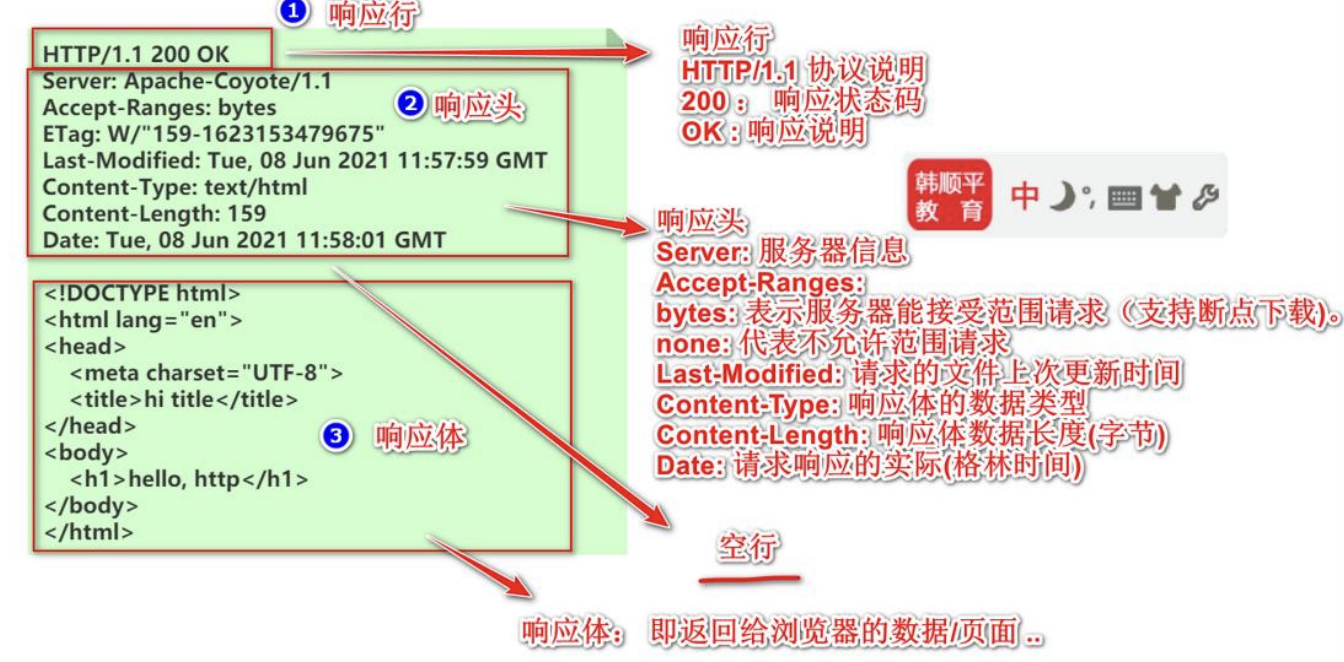 1 响应行
HTTP/1.1 200 OK
Server: Apache-Coyote/1.1
Accept-Ranges: bytes
ETag: W/"159-1623153479675"
Last-Modified: Tue, 08 Jun 2021 11:57:59 GMT
Content-Type: text/html
Content-Length: 159
Date: Tue, 08 Jun 2021 11:58:01 GMT
2 响应头
<!DOCTYPE html>
<html lang="en">
<head>
<meta charset="UTF-8">
<title>hi title</title>
</head>
<body>
<h1>hello, http</h1>
</body>
</html>
3 响应体
响应行
HTTP/1.1 协议说明
200 : 响应状态码
OK : 响应说明
韩顺平
教 育
中
响应头
Server: 服务器信息
Accept-Ranges:
bytes: 表示服务器能接受范围请求（支持断点下载)。
none: 代表不允许范围请求
Last-Modified: 请求的文件上次更新时间
Content-Type: 响应体的数据类型
Content-Length: 响应体数据长度(字节)
Date: 请求响应的实际(格林时间)
空行
响应体： 即返回给浏览器的数据/页面 ..